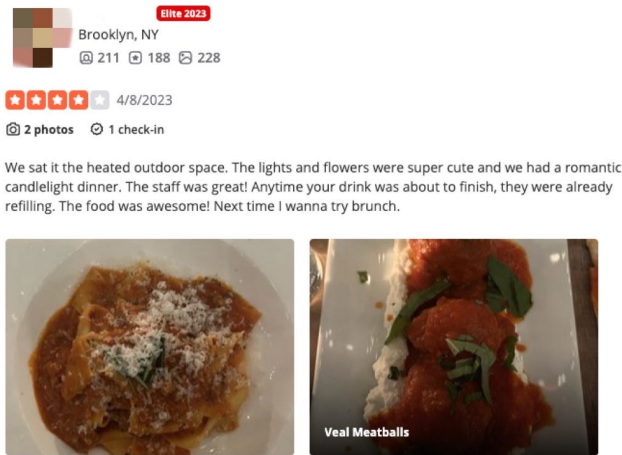 Elite 2023
Brooklyn, NY
211 188 228
4/8/2023
2 photos 1 check-in
We sat it the heated outdoor space. The lights and flowers were super cute and we had a romantic
candlelight dinner. The staff was great! Anytime your drink was about to finish, they were already
refilling. The food was awesome! Next time I wanna try brunch.
Veal Meatballs